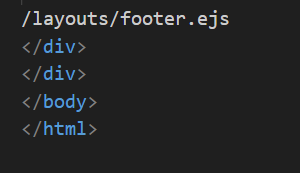 /layouts/footer.ejs
</div>
</div>
</body>
</html>